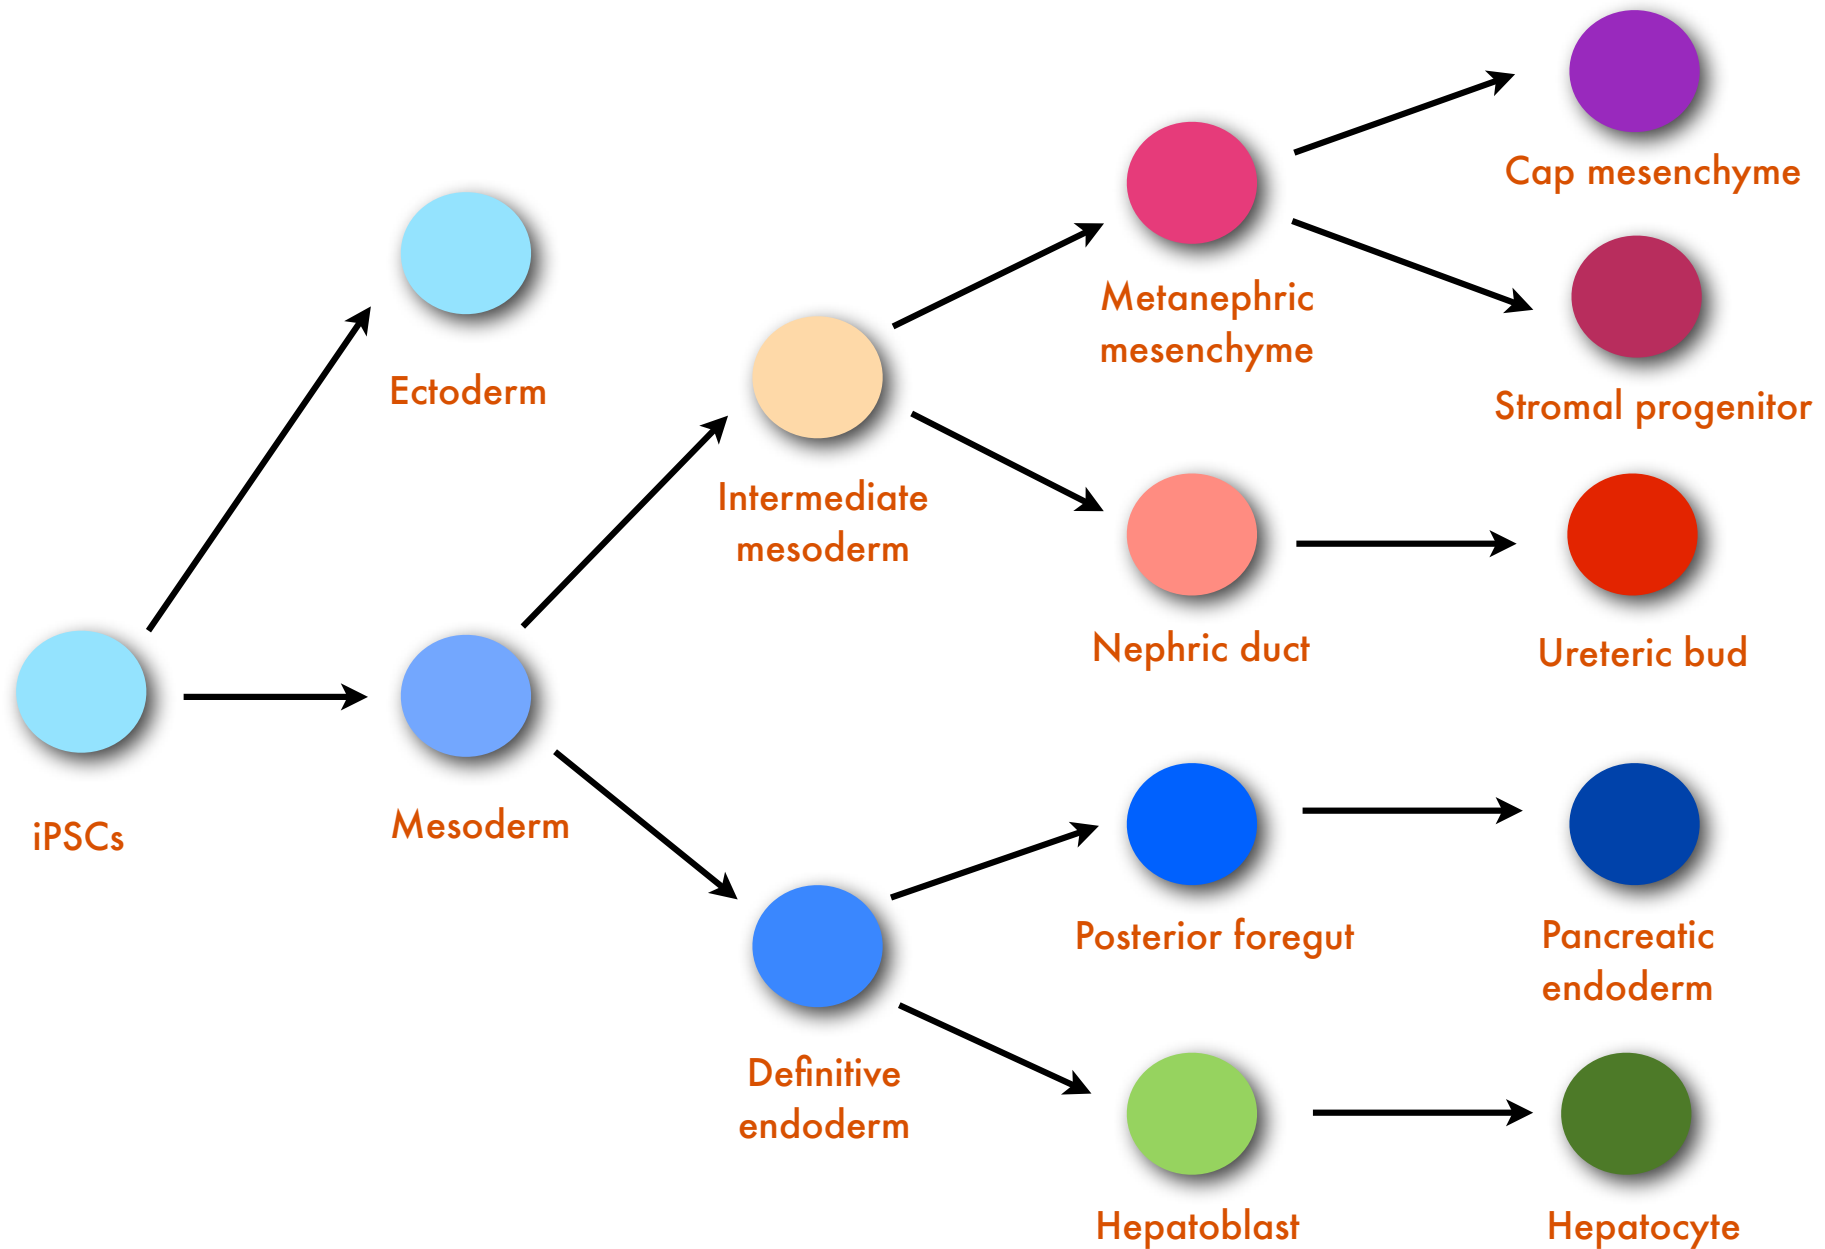 Cap mesenchyme
Metanephric
mesenchyme
Ectoderm
Stromal progenitor
Intermediate
mesoderm
Nephric duct
Ureteric bud
iPSCs
Mesoderm
Posterior foregut
Pancreatic
endoderm
Definitive
endoderm
Hepatoblast
Hepatocyte